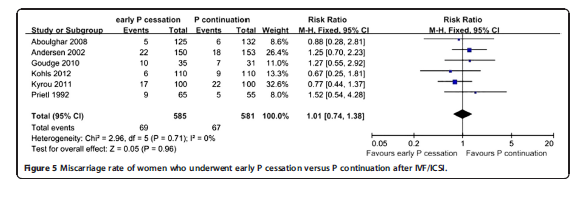 early P cessation P continuation Risk Ratio Risk Ratio
Study or Subgroup Events Total Events Total Weight M-H. Fixed. 95% CI M-H. Fixed. 95% CI
Aboulghar 2008 5 125 6 132 8.6% 0.88 [0.28, 2.81]
Andersen 2002 22 150 18 153 26.4% 1.25 [0.70, 2.23]
Goudge 2010 10 35 7 31 11.0% 1.27 [0.55, 2.92]
Kohls 2012 6 110 9 110 13.3% 0.67 [0.25, 1.81]
Kyrou 2011 17 100 22 100 32.6% 0.77 [0.44, 1.37]
Prietl 1992 9 65 5 55 8.0% 1.52 [0.54, 4.28]
Total (95% CI) 585 581 100.0% 1.01 [0.74, 1.38]
Total events 69 67
Heterogeneity: Chi² = 2.96, df = 5 (P = 0.71); I² = 0%
Test for overall effect: Z = 0.05 (P = 0.96)
0.05 0.2 1 5 20
Favours early P cessation Favours P continuation
Figure 5 Miscarriage rate of women who underwent early P cessation versus P continuation after IVF/ICSI.